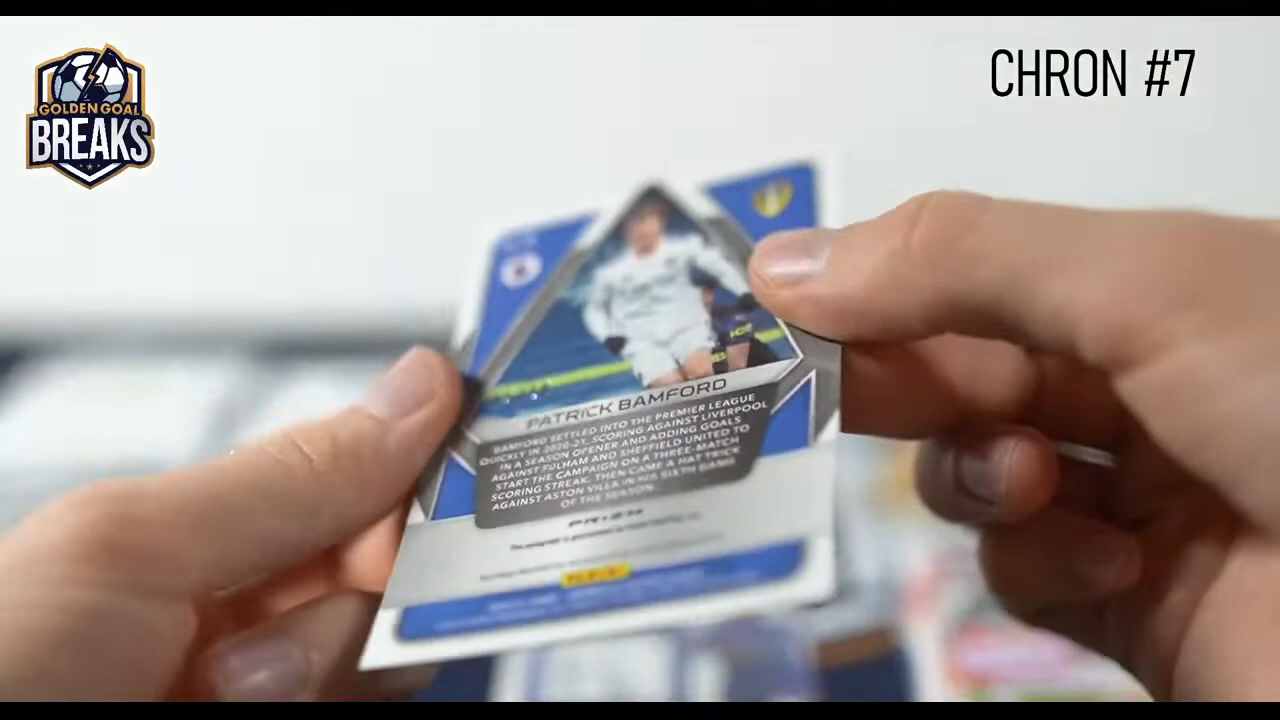 GOLDEN GOAL
BREAKS
CHRON #7
PATRICK BAMFORD
BAMFORD SETTLED INTO THE PREMIER LEAGUE
QUICKLY IN 2020-21, SCORING AGAINST LIVERPOOL
IN A SEASON OPENER AND ADDING GOALS
AGAINST FULHAM AND SHEFFIELD UNITED TO
START THE CAMPAIGN ON A THREE-MATCH
SCORING STREAK. THEN CAME A HAT TRICK
AGAINST ASTON VILLA IN HIS SIXTH GAME
OF THE SEASON.
PRIZM
PANINI